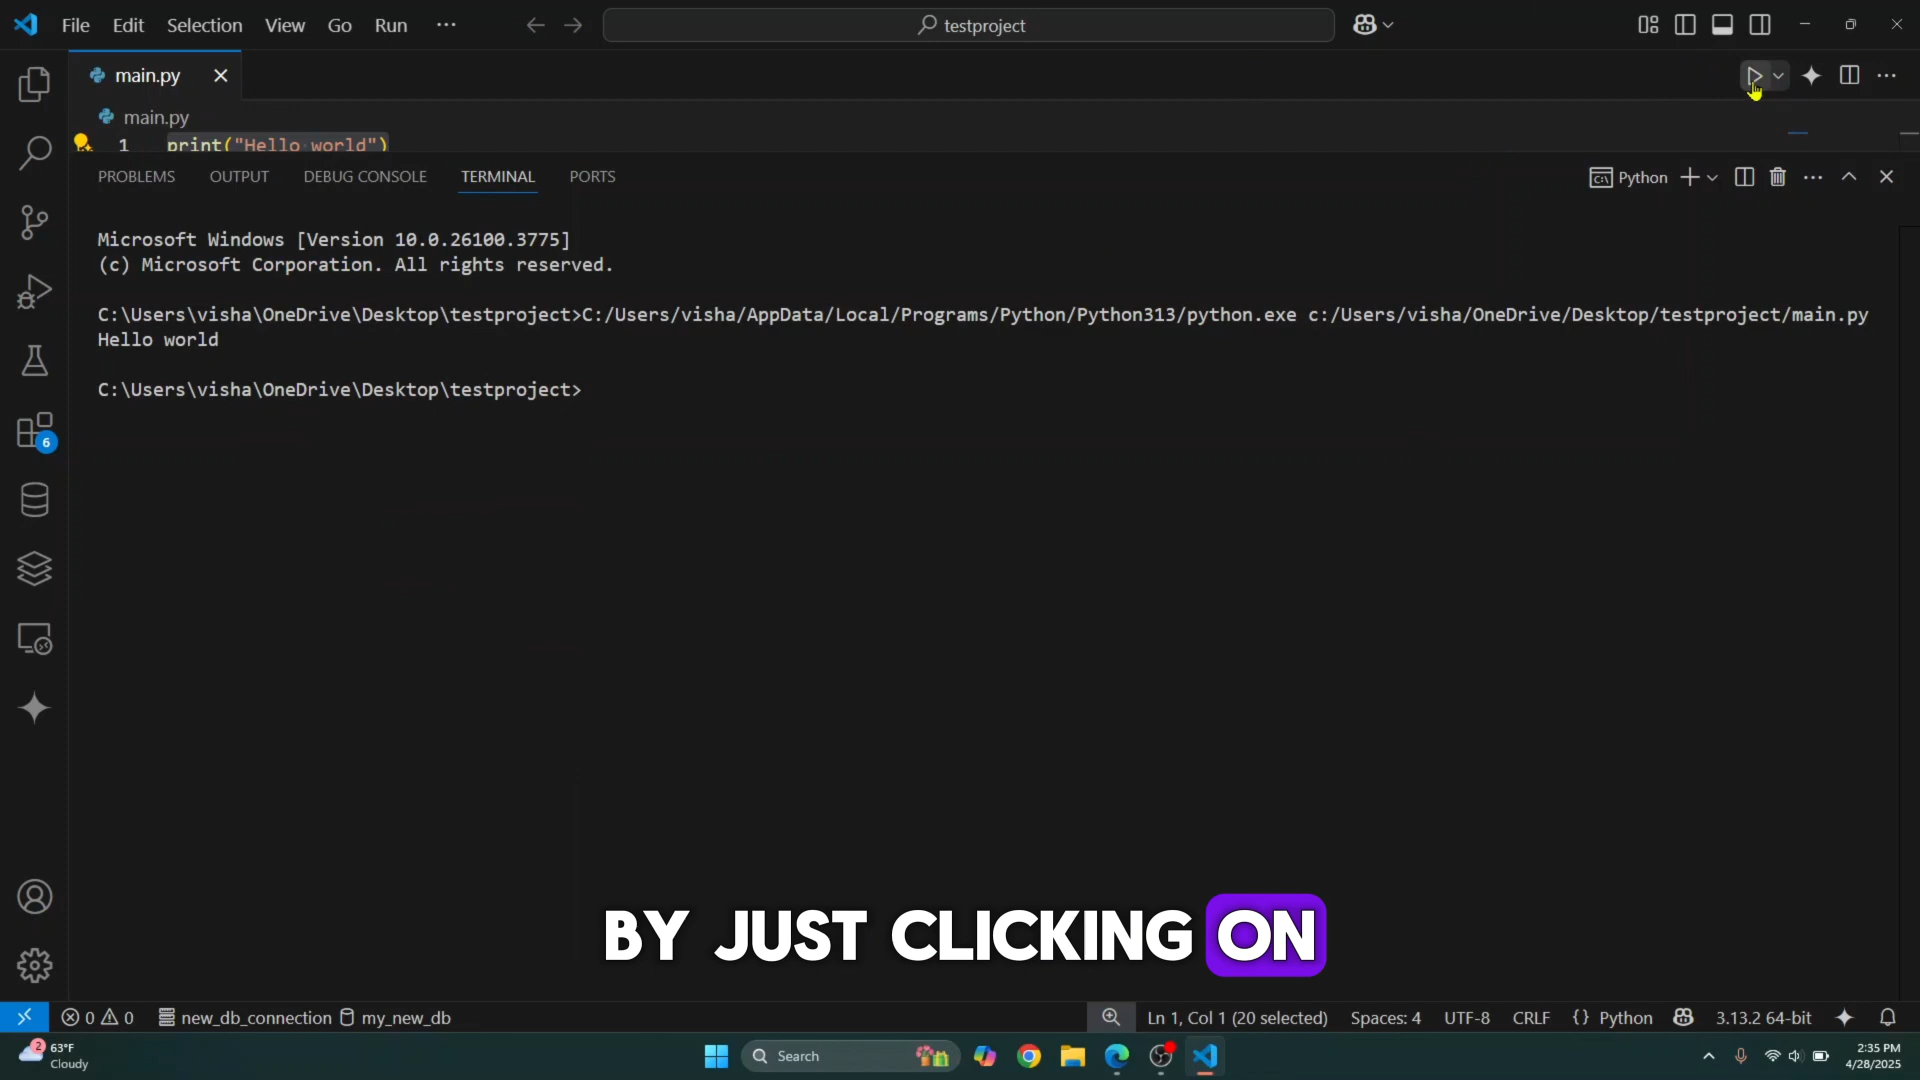 File Edit Selection View Go Run ···
testproject
main.py
main.py
1 print("Hello world")
PROBLEMS OUTPUT DEBUG CONSOLE TERMINAL PORTS
Python
Microsoft Windows [Version 10.0.26100.3775]
(c) Microsoft Corporation. All rights reserved.
C:\Users\visha\OneDrive\Desktop\testproject>C:/Users/visha/AppData/Local/Programs/Python/Python313/python.exe c:/Users/visha/OneDrive/Desktop/testproject/main.py
Hello world
C:\Users\visha\OneDrive\Desktop\testproject>
6
BY JUST CLICKING ON
0 0 new_db_connection my_new_db Ln 1, Col 1 (20 selected) Spaces: 4 UTF-8 CRLF {} Python 3.13.2 64-bit
2 63°F
Cloudy
Search
2:35 PM
4/28/2025